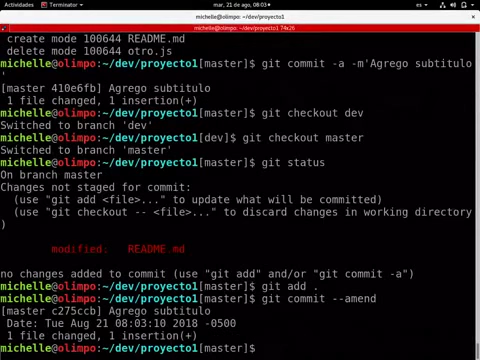 Actividades Terminator mar, 21 de ago, 08:03 es
michelle@olimpo: ~/dev/proyecto1
michelle@olimpo: ~/dev/proyecto1 74x26
create mode 100644 README.md
delete mode 100644 otro.js
michelle@olimpo:~/dev/proyecto1[master]$ git commit -a -m'Agrego subtitulo
'
[master 410e6fb] Agrego subtitulo
1 file changed, 1 insertion(+)
michelle@olimpo:~/dev/proyecto1[master]$ git checkout dev
Switched to branch 'dev'
michelle@olimpo:~/dev/proyecto1[dev]$ git checkout master
Switched to branch 'master'
michelle@olimpo:~/dev/proyecto1[master]$ git status
On branch master
Changes not staged for commit:
(use "git add <file>..." to update what will be committed)
(use "git checkout -- <file>..." to discard changes in working directory
)
modified: README.md
no changes added to commit (use "git add" and/or "git commit -a")
michelle@olimpo:~/dev/proyecto1[master]$ git add .
michelle@olimpo:~/dev/proyecto1[master]$ git commit --amend
[master c275ccb] Agrego subtitulo
Date: Tue Aug 21 08:03:10 2018 -0500
1 file changed, 1 insertion(+)
michelle@olimpo:~/dev/proyecto1[master]$